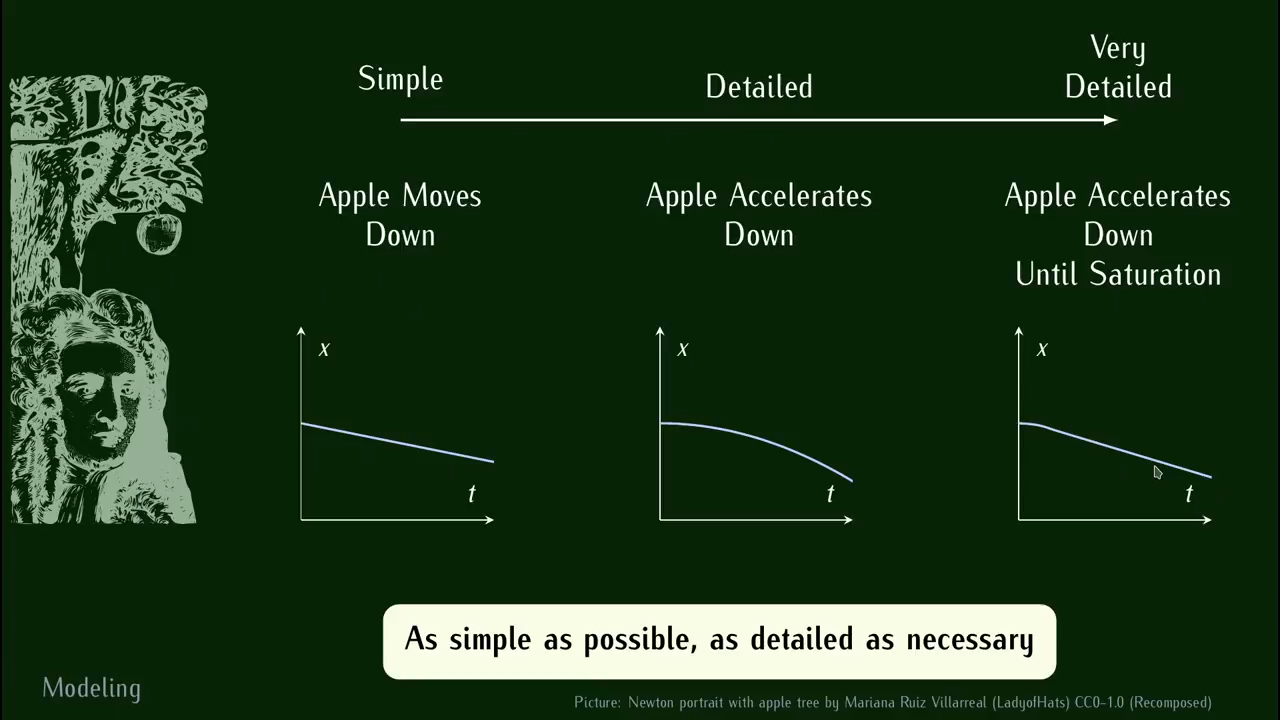 Simple
Detailed
Very
Detailed
Apple Moves
Down
Apple Accelerates
Down
Apple Accelerates
Down
Until Saturation
x
t
x
t
x
t
As simple as possible, as detailed as necessary
Modeling
Picture: Newton portrait with apple tree by Mariana Ruiz Villarreal (LadyofHats) CC0-1.0 (Recomposed)